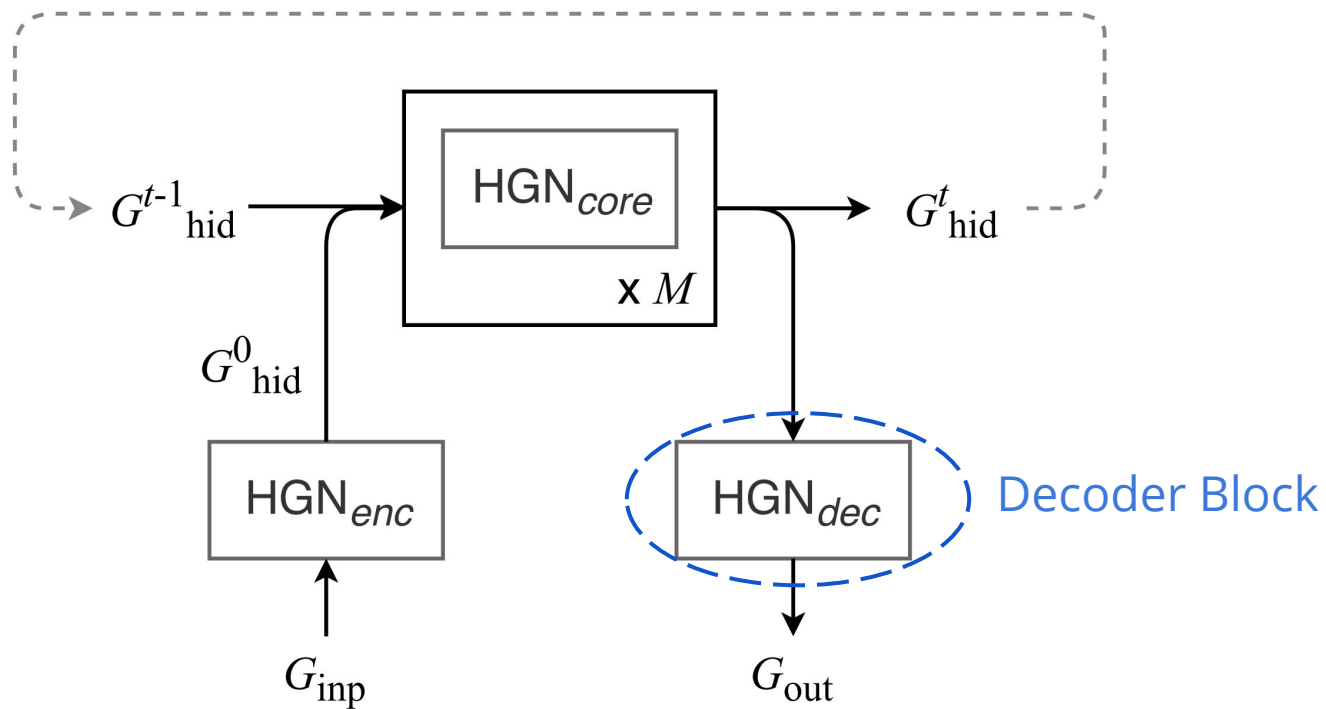 HGN_core
G^{t-1}_hid
G^t_hid
x M
G^0_hid
HGN_enc
HGN_dec
Decoder Block
G_inp
G_out